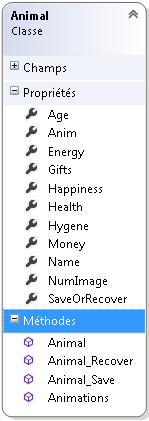 Animal
Classe
Champs
Propriétés
Age
Anim
Energy
Gifts
Happiness
Health
Hygene
Money
Name
NumImage
SaveOrRecover
Méthodes
Animal
Animal_Recover
Animal_Save
Animations